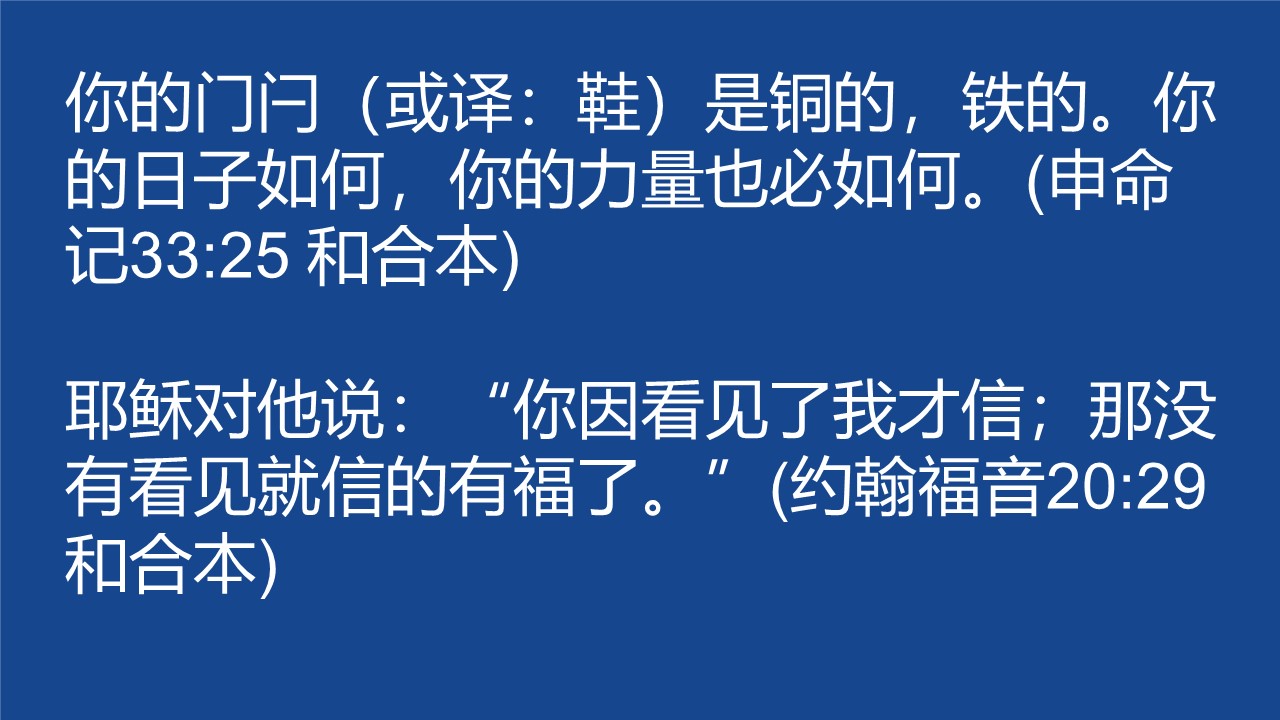 你的门闩（或译：鞋）是铜的，铁的。你
的日子如何，你的力量也必如何。(申命
记33:25 和合本)
耶稣对他说：“你因看见了我才信；那没
有看见就信的有福了。”(约翰福音20:29
和合本)